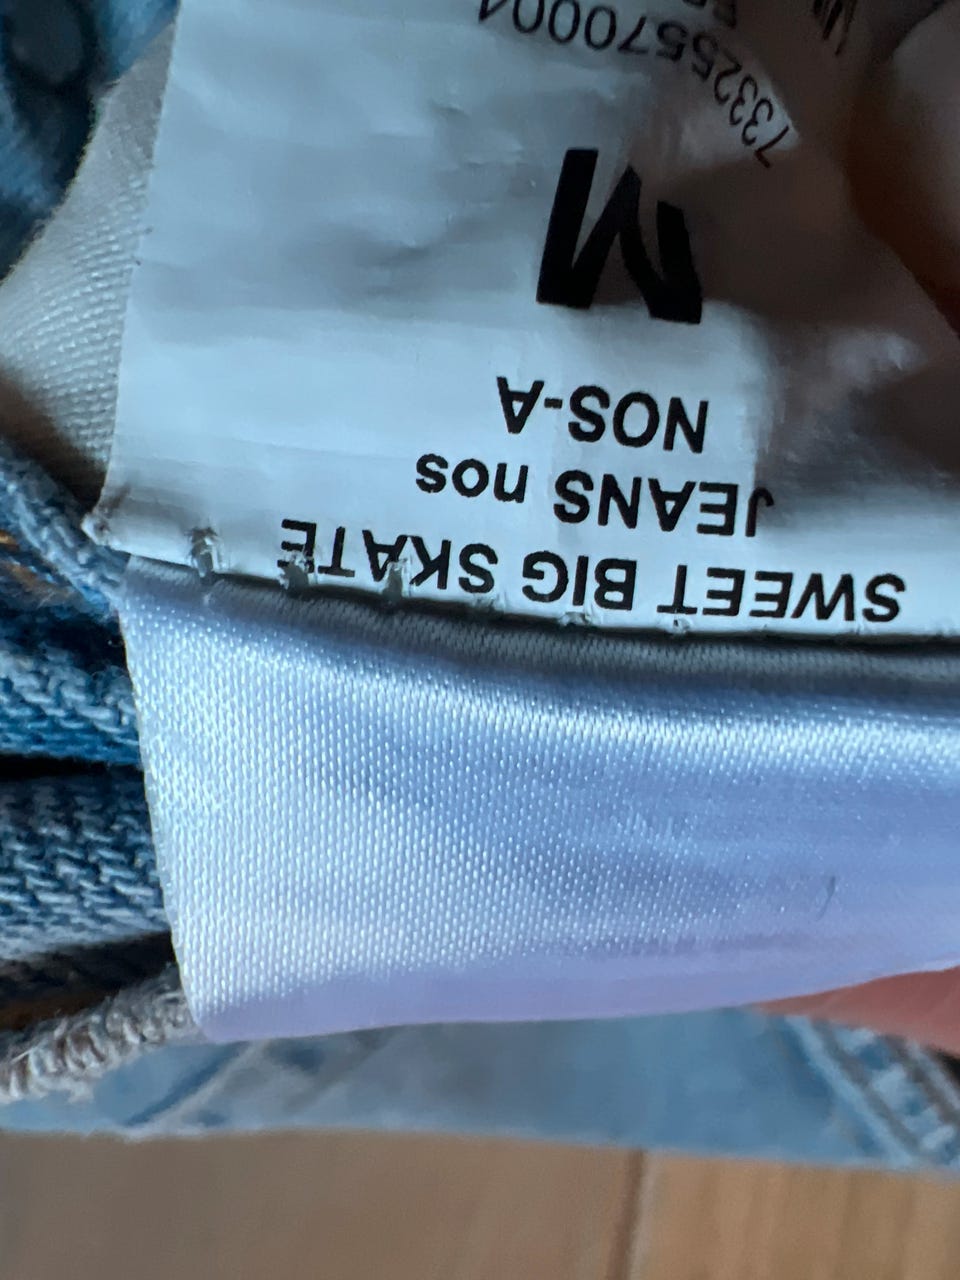 SWEET BIG SKATE
JEANS nos
NOS-A
M